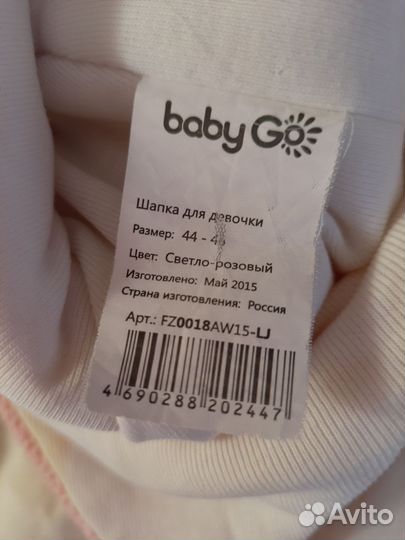 baby Go
Шапка для девочки
Размер: 44 - 46
Цвет: Светло-розовый
Изготовлено: Май 2015
Страна изготовления: Россия
Арт.: FZ0018AW15-LJ
4 690288 202447
Avito